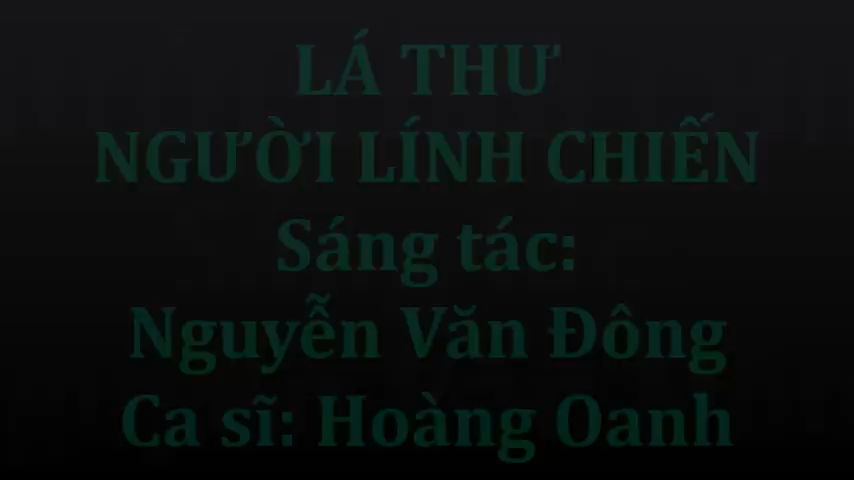 LÁ THƯ
NGƯỜI LÍNH CHIẾN
Sáng tác:
Nguyễn Văn Đông
Ca sĩ: Hoàng Oanh